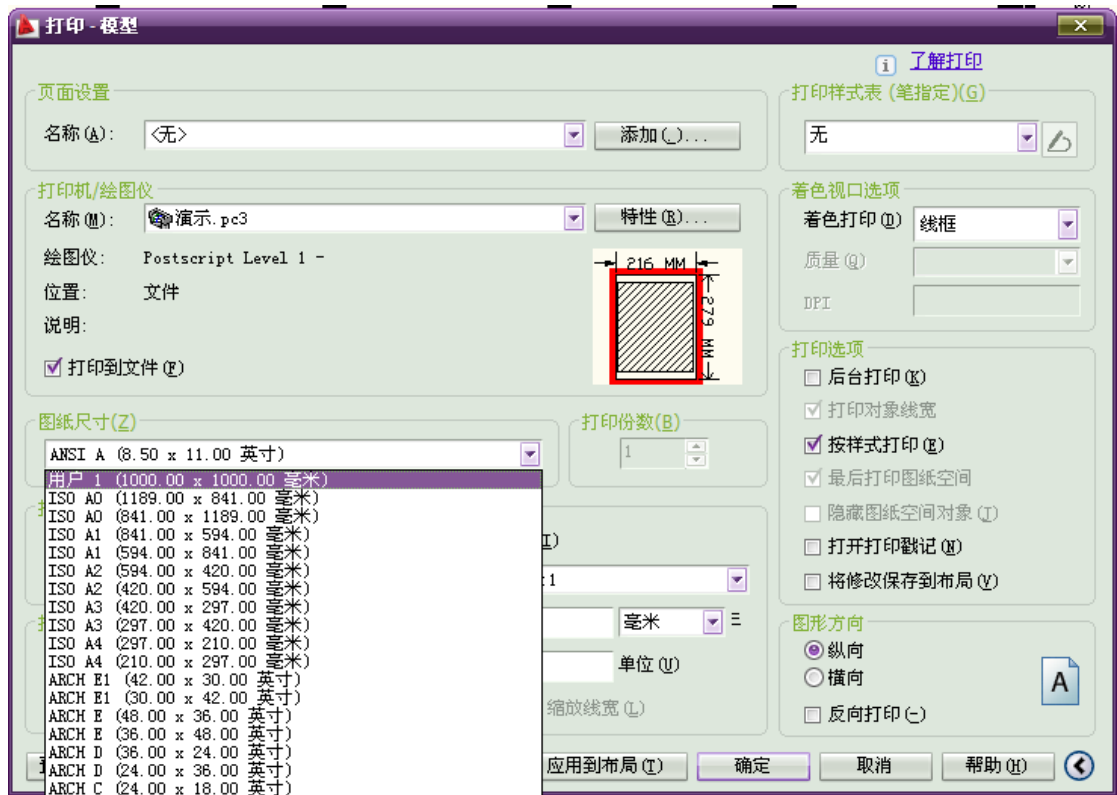 打印 - 模型
了解打印
页面设置
名称(A):
<无>
添加(_)...
打印样式表 (笔指定)(G)
无
打印机/绘图仪
名称(M):
演示.pc3
特性(R)...
绘图仪:
Postscript Level 1 -
位置:
文件
说明:
打印到文件(F)
216 MM
279 MM
着色视口选项
着色打印(D)
线框
质量(Q)
DPI
图纸尺寸(Z)
ANSI A (8.50 x 11.00 英寸)
打印份数(B)
1
用户 1 (1000.00 x 1000.00 毫米)
ISO A0 (1189.00 x 841.00 毫米)
ISO A0 (841.00 x 1189.00 毫米)
ISO A1 (841.00 x 594.00 毫米)
ISO A1 (594.00 x 841.00 毫米)
ISO A2 (594.00 x 420.00 毫米)
ISO A2 (420.00 x 594.00 毫米)
ISO A3 (420.00 x 297.00 毫米)
ISO A3 (297.00 x 420.00 毫米)
ISO A4 (297.00 x 210.00 毫米)
ISO A4 (210.00 x 297.00 毫米)
ARCH E1 (42.00 x 30.00 英寸)
ARCH E1 (30.00 x 42.00 英寸)
ARCH E (48.00 x 36.00 英寸)
ARCH E (36.00 x 48.00 英寸)
ARCH D (36.00 x 24.00 英寸)
ARCH D (24.00 x 36.00 英寸)
ARCH C (24.00 x 18.00 英寸)
:1
毫米
单位(U)
缩放线宽(L)
打印选项
后台打印(K)
打印对象线宽
按样式打印(E)
最后打印图纸空间
隐藏图纸空间对象(J)
打开打印戳记(N)
将修改保存到布局(V)
图形方向
纵向
横向
反向打印(-)
A
应用到布局(T)
确定
取消
帮助(H)